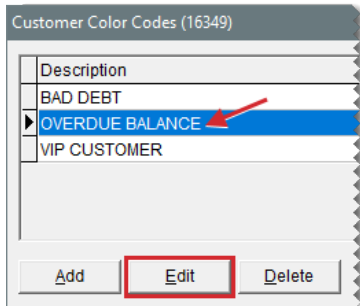 Customer Color Codes (16349)
Description
BAD DEBT
OVERDUE BALANCE
VIP CUSTOMER
Add Edit Delete